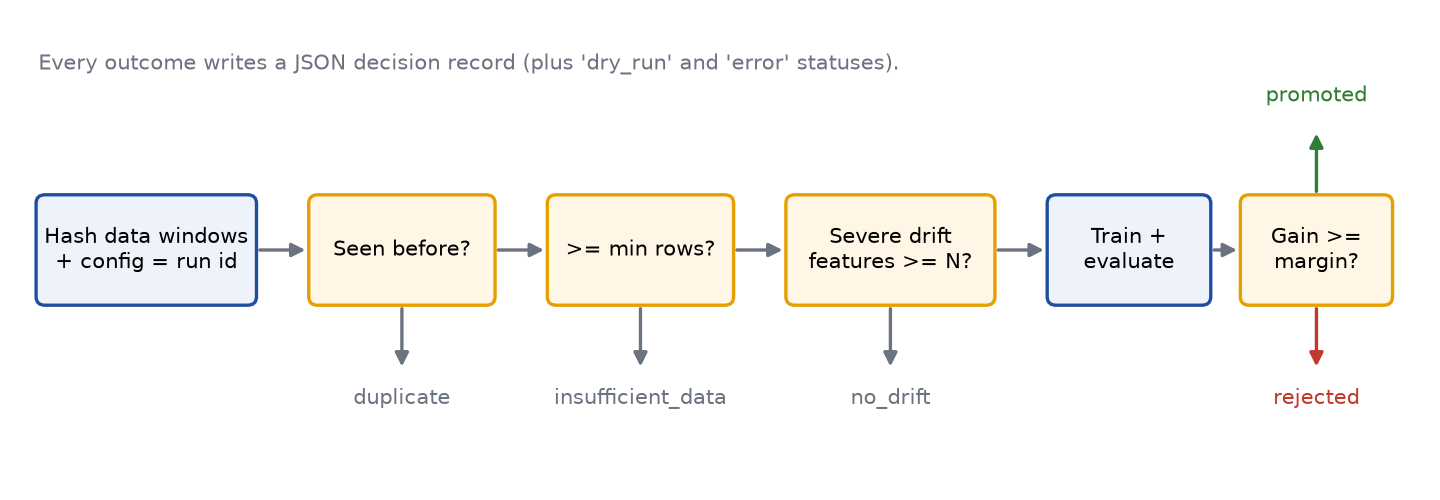 Every outcome writes a JSON decision record (plus 'dry_run' and 'error' statuses).
promoted
Hash data windows
+ config = run id
Seen before?
>= min rows?
Severe drift
features >= N?
Train +
evaluate
Gain >=
margin?
duplicate
insufficient_data
no_drift
rejected